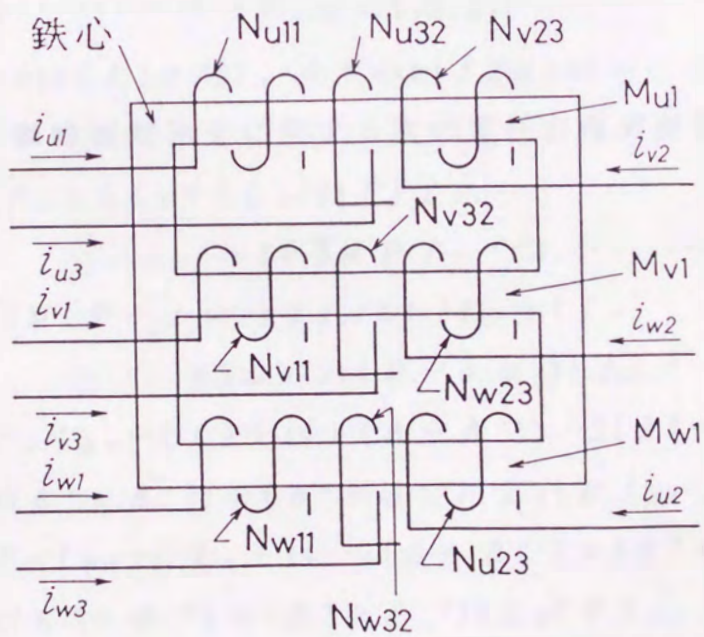 鉄心
Nu11
Nu32
Nv23
Mu1
iu1
iv2
Nv32
iu3
Mv1
iv1
iw2
Nv11
Nw23
iv3
Mw1
iw1
iu2
Nw11
Nu23
iw3
Nw32